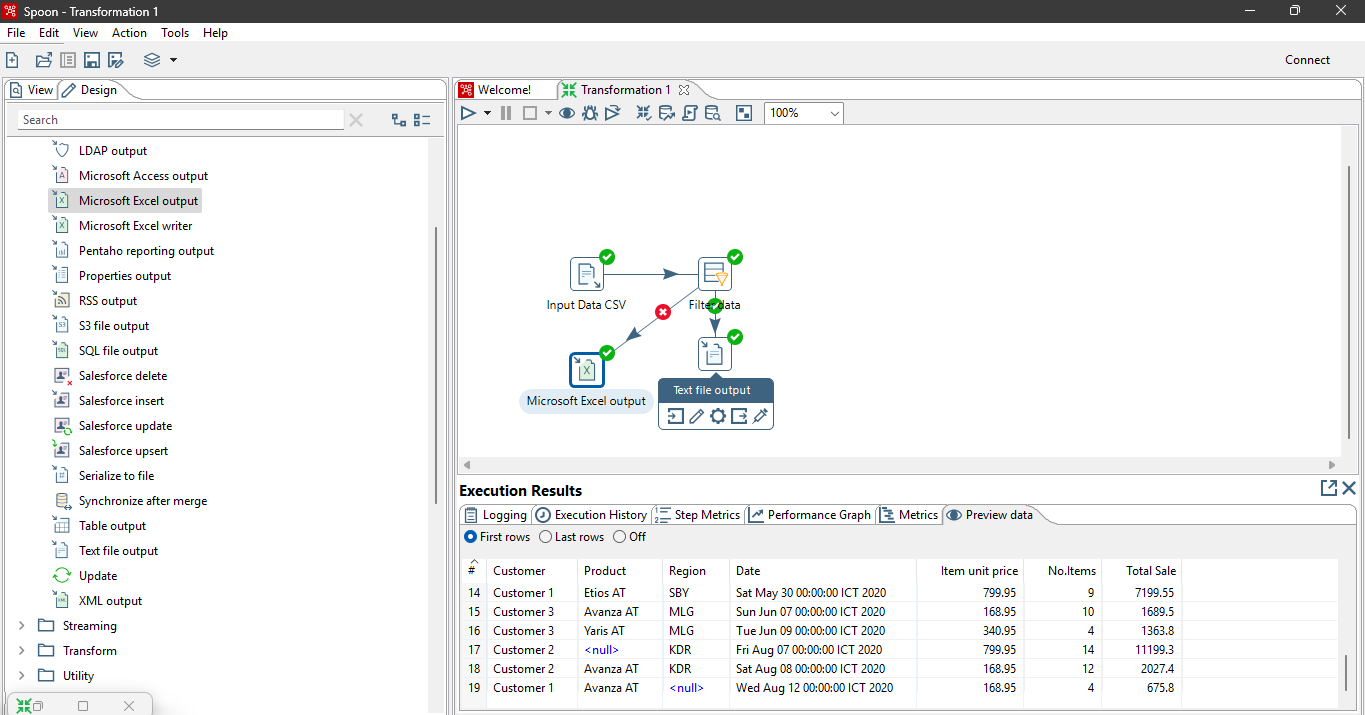 Spoon - Transformation 1
File Edit View Action Tools Help
Connect
View Design
Search
LDAP output
Microsoft Access output
Microsoft Excel output
Microsoft Excel writer
Pentaho reporting output
Properties output
RSS output
S3 file output
SQL file output
Salesforce delete
Salesforce insert
Salesforce update
Salesforce upsert
Serialize to file
Synchronize after merge
Table output
Text file output
Update
XML output
Streaming
Transform
Utility
Welcome! Transformation 1
100%
Input Data CSV
Filter data
Microsoft Excel output
Text file output
Execution Results
Logging Execution History Step Metrics Performance Graph Metrics Preview data
First rows Last rows Off
# Customer Product Region Date Item unit price No.Items Total Sale
14 Customer 1 Etios AT SBY Sat May 30 00:00:00 ICT 2020 799.95 9 7199.55
15 Customer 3 Avanza AT MLG Sun Jun 07 00:00:00 ICT 2020 168.95 10 1689.5
16 Customer 3 Yaris AT MLG Tue Jun 09 00:00:00 ICT 2020 340.95 4 1363.8
17 Customer 2 <null> KDR Fri Aug 07 00:00:00 ICT 2020 799.95 14 11199.3
18 Customer 2 Avanza AT KDR Sat Aug 08 00:00:00 ICT 2020 168.95 12 2027.4
19 Customer 1 Avanza AT <null> Wed Aug 12 00:00:00 ICT 2020 168.95 4 675.8